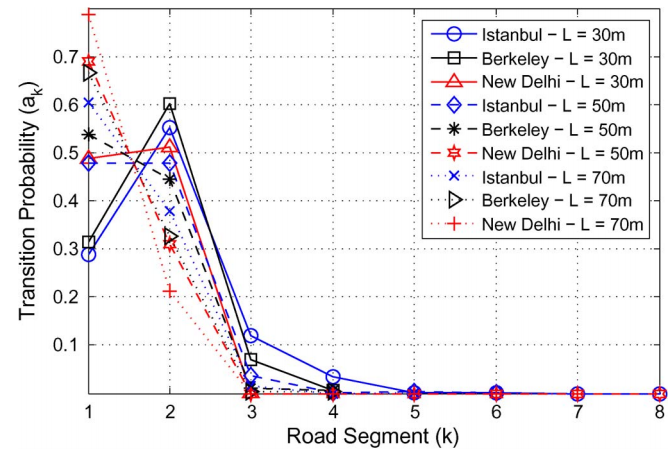 Transition Probability (a_k)
0.7
0.6
0.5
0.4
0.3
0.2
0.1
Istanbul – L = 30m
Berkeley – L = 30m
New Delhi – L = 30m
Istanbul – L = 50m
Berkeley – L = 50m
New Delhi – L = 50m
Istanbul – L = 70m
Berkeley – L = 70m
New Delhi – L = 70m
1 2 3 4 5 6 7 8
Road Segment (k)